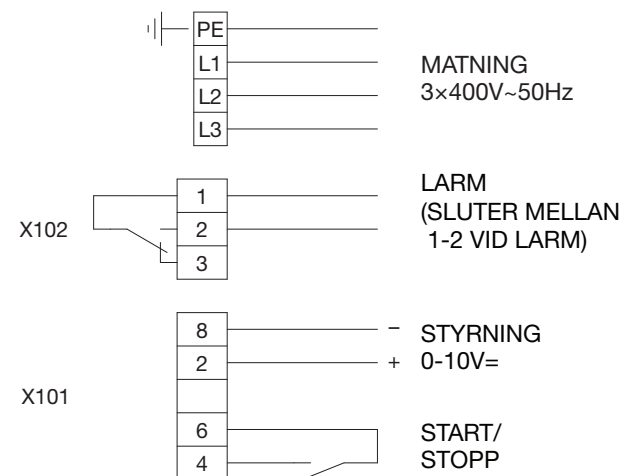 PE
L1
L2
L3
MATNING
3×400V~50Hz
X102
1
2
3
LARM
(SLUTER MELLAN
1-2 VID LARM)
X101
8
2
6
4
–
+
STYRNING
0-10V=
START/
STOPP